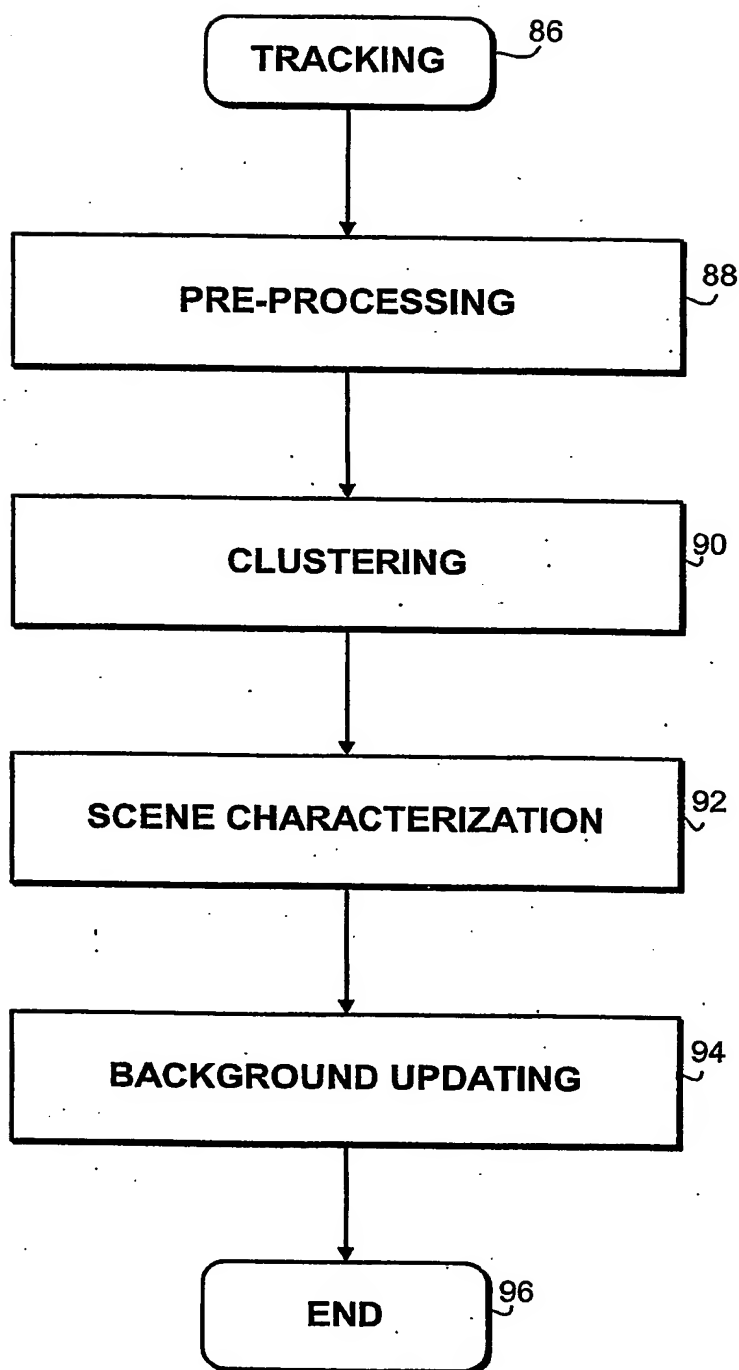 TRACKING
86
PRE-PROCESSING
88
CLUSTERING
90
SCENE CHARACTERIZATION
92
BACKGROUND UPDATING
94
END
96